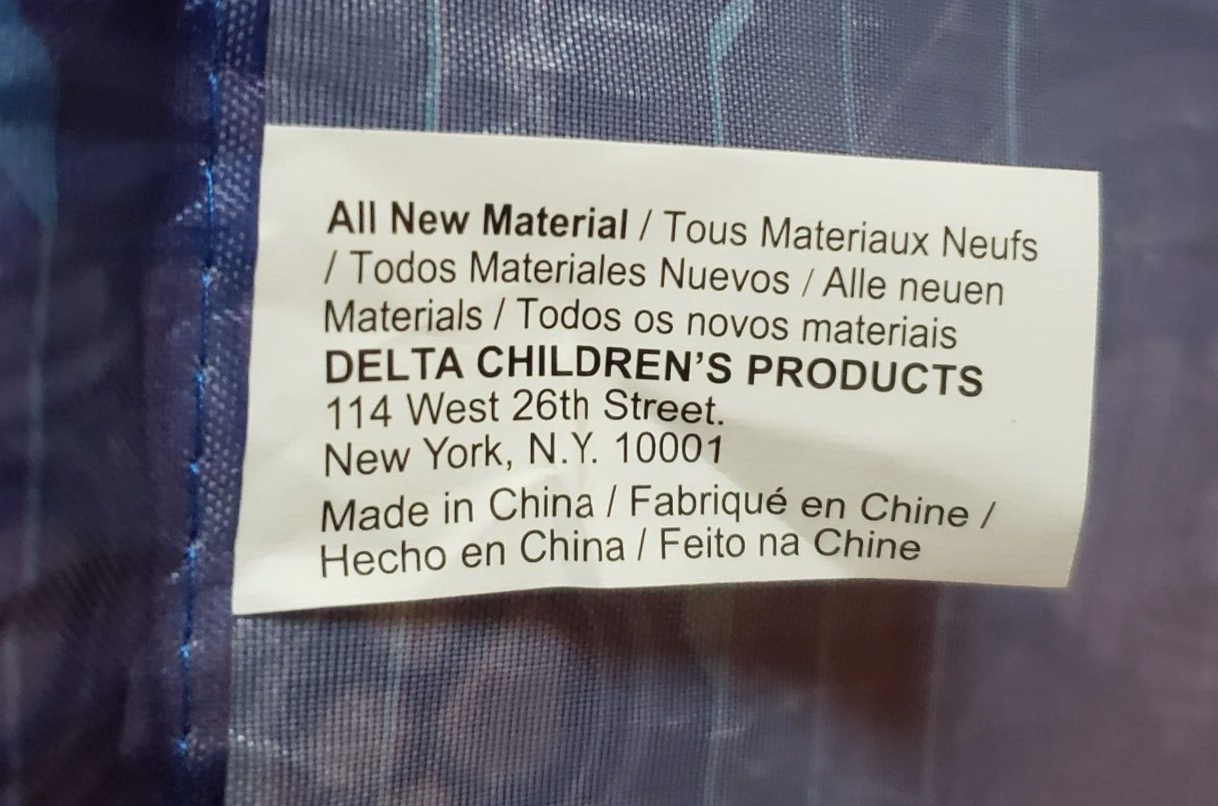 All New Material / Tous Materiaux Neufs
/ Todos Materiales Nuevos / Alle neuen
Materials / Todos os novos materiais
DELTA CHILDREN'S PRODUCTS
114 West 26th Street.
New York, N.Y. 10001
Made in China / Fabriqué en Chine /
Hecho en China / Feito na Chine